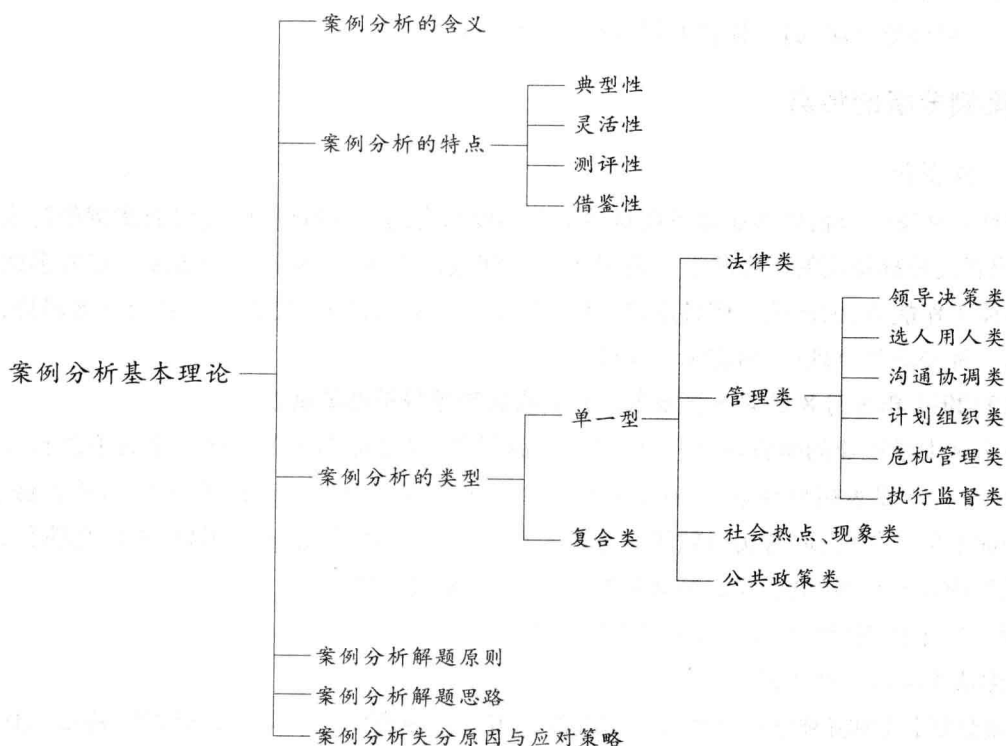 案例分析的含义
典型性
灵活性
案例分析的特点
测评性
借鉴性
法律类
领导决策类
选人用人类
案例分析基本理论
沟通协调类
管理类
单一型
计划组织类
危机管理类
案例分析的类型
执行监督类
复合类
社会热点、现象类
公共政策类
案例分析解题原则
案例分析解题思路
案例分析失分原因与应对策略